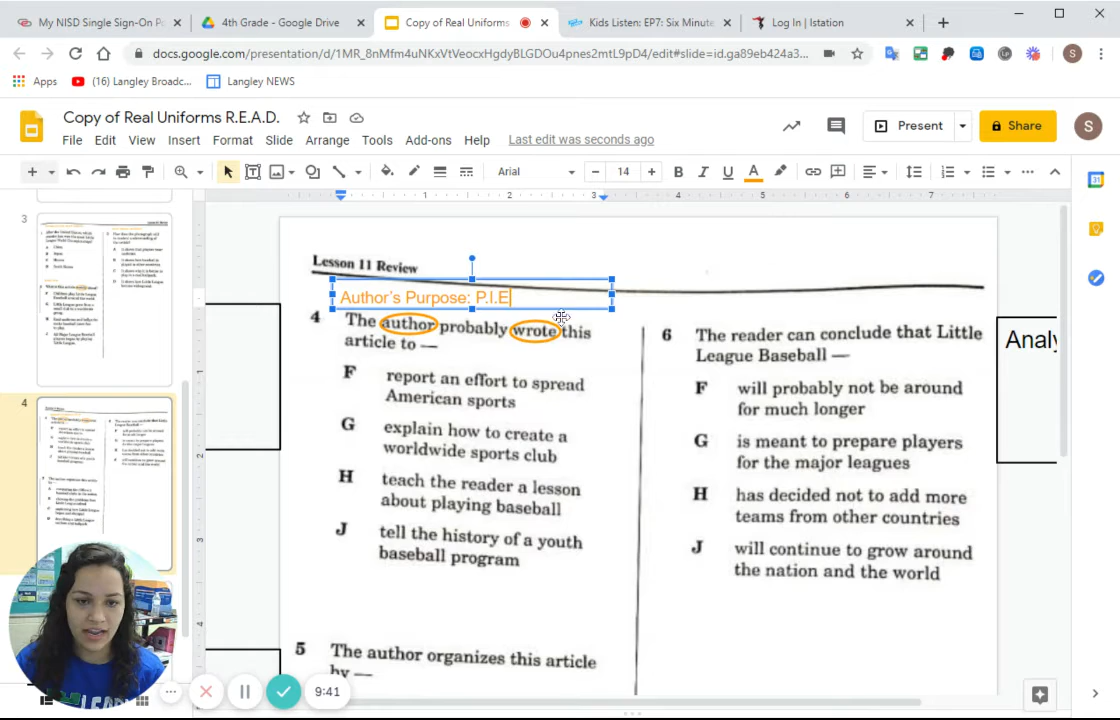 My NISD Single Sign-On P
4th Grade - Google Drive
Copy of Real Uniforms
Kids Listen: EP7: Six Minute
Log In | Istation
docs.google.com/presentation/d/1MR_8nMfm4uNKxVtVeocxHgdyBLGDOu4pnes2mtL9pD4/edit#slide=id.ga89eb424a3...
S
Apps
(16) Langley Broadc...
Langley NEWS
Copy of Real Uniforms R.E.A.D.
Present
Share
S
File Edit View Insert Format Slide Arrange Tools Add-ons Help Last edit was seconds ago
Arial
14
B I U A
1 2 3 4 5 6 7
3
4
Lesson 11 Review
Author's Purpose: P.I.E
4 The author probably wrote this
article to —
F report an effort to spread
American sports
G explain how to create a
worldwide sports club
H teach the reader a lesson
about playing baseball
J tell the history of a youth
baseball program
5 The author organizes this article
by —
6 The reader can conclude that Little
League Baseball —
F will probably not be around
for much longer
G is meant to prepare players
for the major leagues
H has decided not to add more
teams from other countries
J will continue to grow around
the nation and the world
Analy
9:41